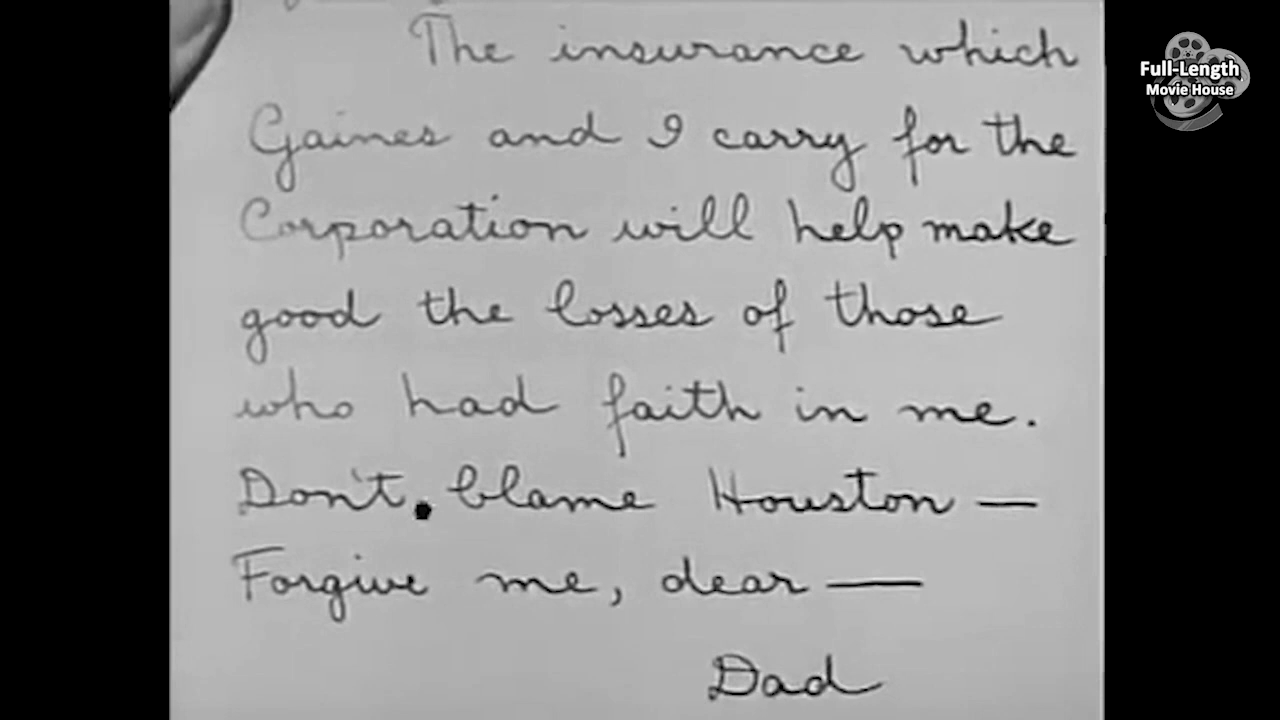 The insurance which
Gaines and I carry for the
Corporation will help make
good the losses of those
who had faith in me.
Don't blame Houston —
Forgive me, dear —
Dad
Full-Length
Movie House